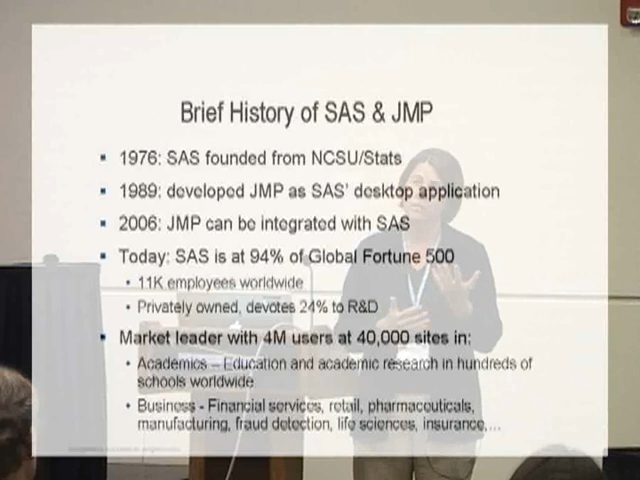 Brief History of SAS & JMP
1976: SAS founded from NCSU/Stats
1989: developed JMP as SAS' desktop application
2006: JMP can be integrated with SAS
Today: SAS is at 94% of Global Fortune 500
11K employees worldwide
Privately owned, devotes 24% to R&D
Market leader with 4M users at 40,000 sites in:
Academics – Education and academic research in hundreds of
schools worldwide
Business - Financial services, retail, pharmaceuticals,
manufacturing, fraud detection, life sciences, insurance,...